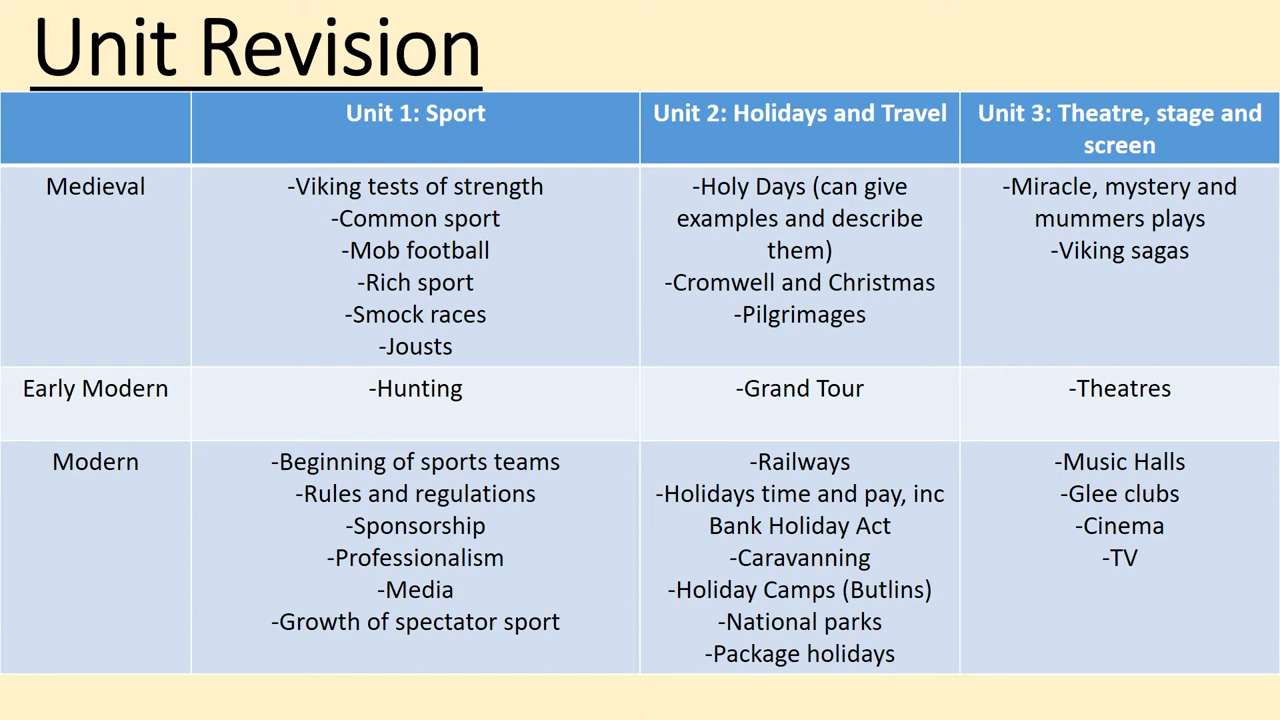 Unit Revision
Unit 1: Sport
Unit 2: Holidays and Travel
Unit 3: Theatre, stage and
screen
Medieval
-Viking tests of strength
-Common sport
-Mob football
-Rich sport
-Smock races
-Jousts
-Holy Days (can give
examples and describe
them)
-Cromwell and Christmas
-Pilgrimages
-Miracle, mystery and
mummers plays
-Viking sagas
Early Modern
-Hunting
-Grand Tour
-Theatres
Modern
-Beginning of sports teams
-Rules and regulations
-Sponsorship
-Professionalism
-Media
-Growth of spectator sport
-Railways
-Holidays time and pay, inc
Bank Holiday Act
-Caravanning
-Holiday Camps (Butlins)
-National parks
-Package holidays
-Music Halls
-Glee clubs
-Cinema
-TV